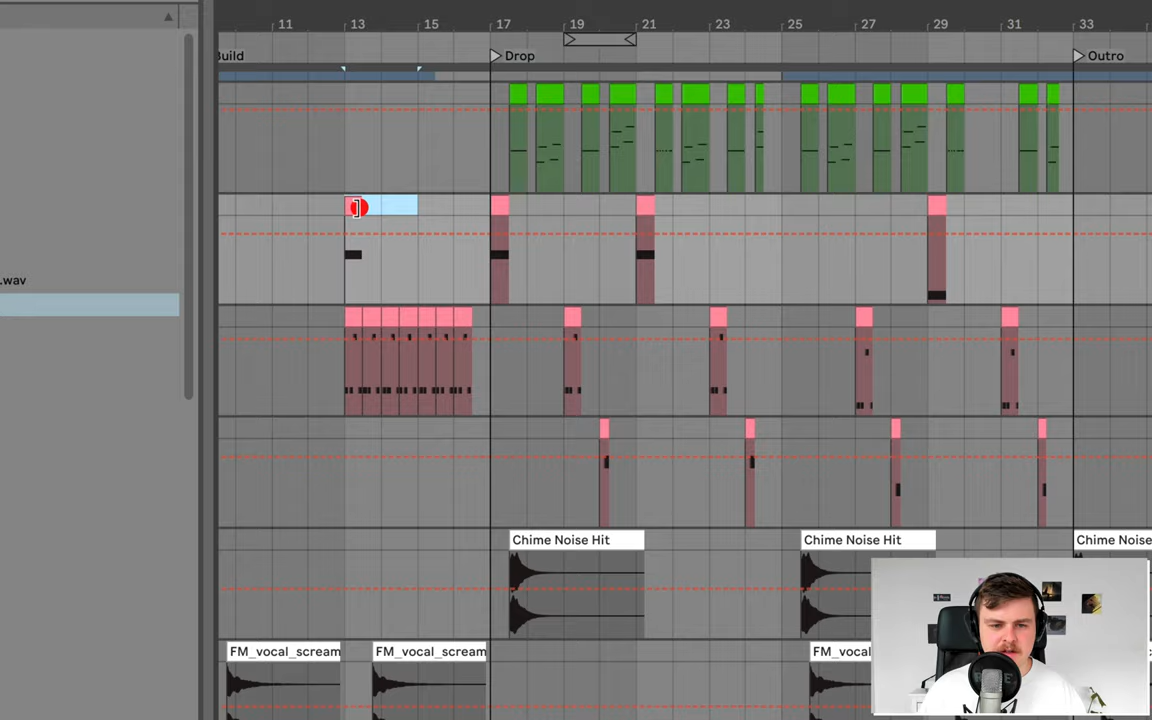 11 13 15 17 19 21 23 25 27 29 31 33
Build Drop Outro
.wav
Chime Noise Hit Chime Noise Hit Chime Noise
FM_vocal_scream FM_vocal_scream FM_vocal